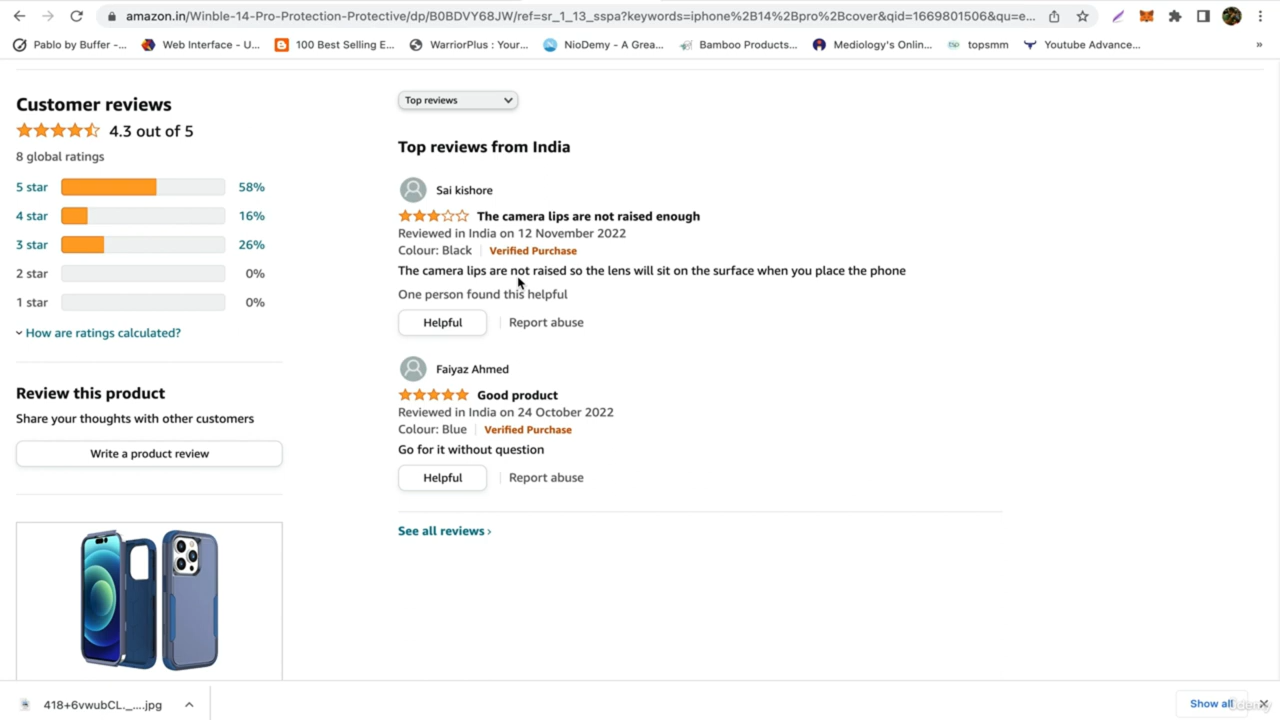 amazon.in/Winble-14-Pro-Protection-Protective/dp/B0BDVY68JW/ref=sr_1_13_sspa?keywords=iphone%2B14%2Bpro%2Bcover&qid=1669801506&qu=e...
Pablo by Buffer -... Web Interface - U... 100 Best Selling E... WarriorPlus : Your... NioDemy - A Grea... Bamboo Products... Mediology's Onlin... topsmm Youtube Advance... »
Customer reviews
4.3 out of 5
8 global ratings
5 star 58%
4 star 16%
3 star 26%
2 star 0%
1 star 0%
How are ratings calculated?
Review this product
Share your thoughts with other customers
Write a product review
Top reviews
Top reviews from India
Sai kishore
The camera lips are not raised enough
Reviewed in India on 12 November 2022
Colour: Black | Verified Purchase
The camera lips are not raised so the lens will sit on the surface when you place the phone
One person found this helpful
Helpful | Report abuse
Faiyaz Ahmed
Good product
Reviewed in India on 24 October 2022
Colour: Blue | Verified Purchase
Go for it without question
Helpful | Report abuse
See all reviews ›
418+6vwubCL._....jpg
Show all
udemy